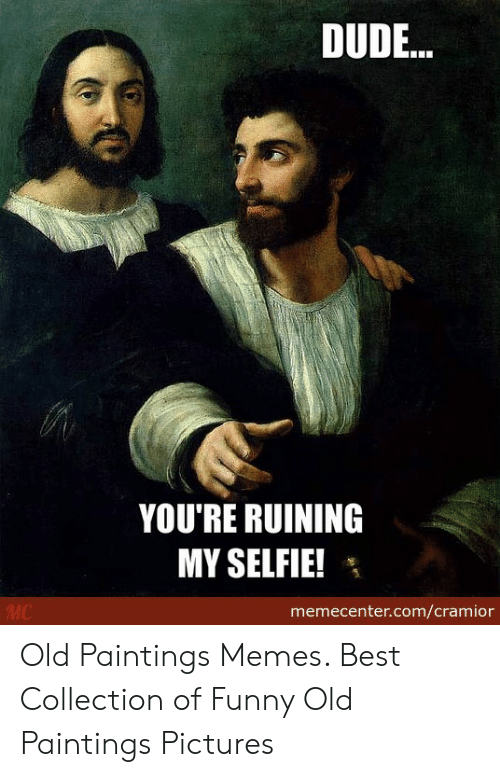 DUDE...
YOU'RE RUINING
MY SELFIE!
MC
memecenter.com/cramior
Old Paintings Memes. Best
Collection of Funny Old
Paintings Pictures